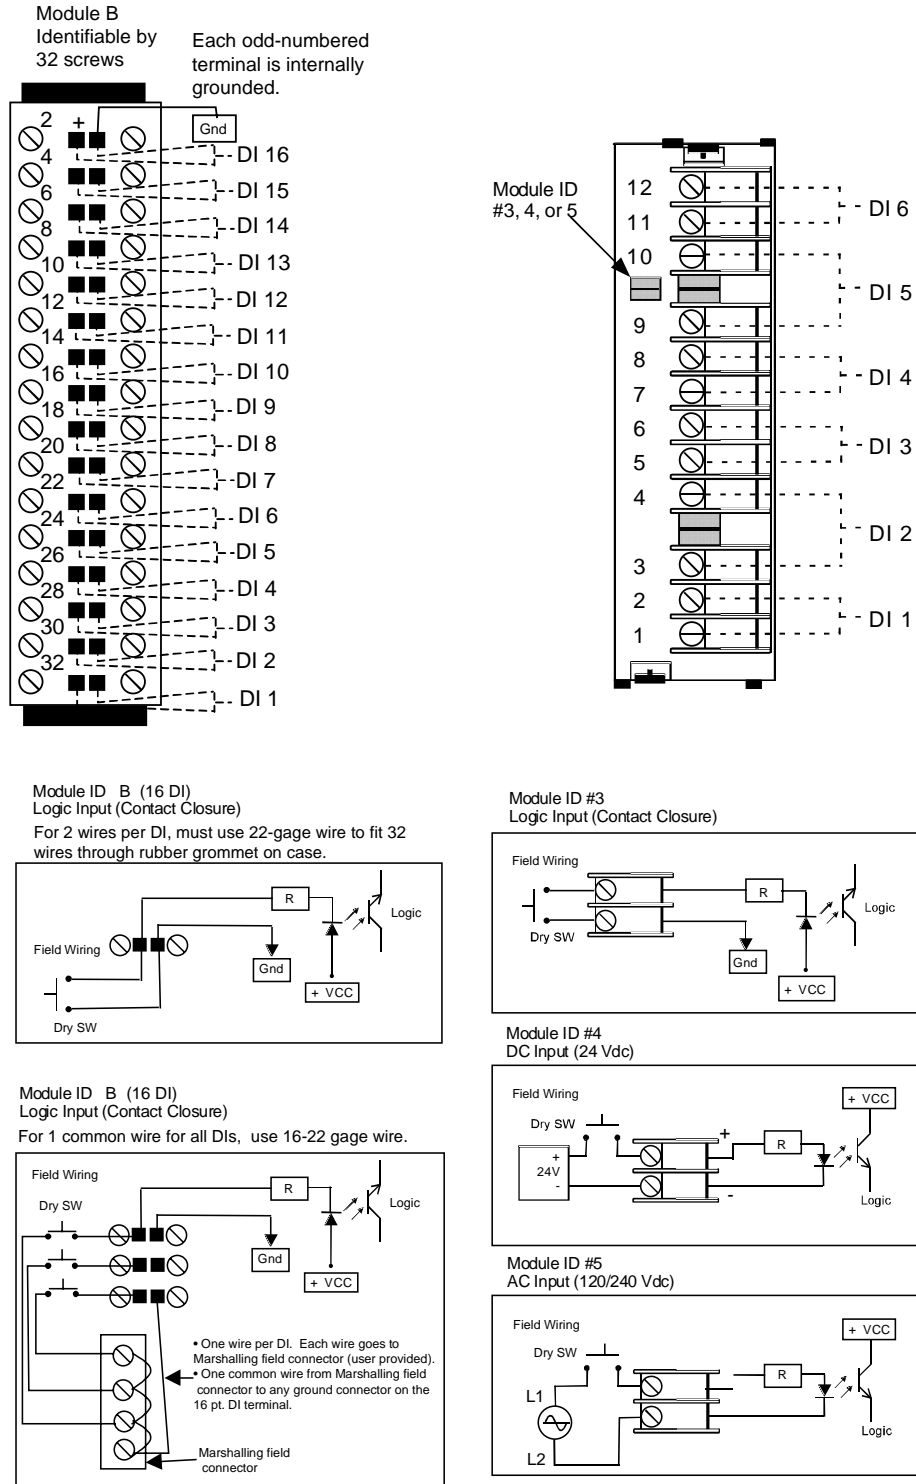 Module B
Identifiable by
32 screws
Each odd-numbered
terminal is internally
grounded.
2
+
Gnd
4
DI 16
6
DI 15
8
DI 14
10
DI 13
12
DI 12
14
DI 11
16
DI 10
18
DI 9
20
DI 8
22
DI 7
24
DI 6
26
DI 5
28
DI 4
30
DI 3
32
DI 2
DI 1
Module ID
#3, 4, or 5
12
11
DI 6
10
9
DI 5
8
7
DI 4
6
5
DI 3
4
3
DI 2
2
1
DI 1
Module ID B (16 DI)
Logic Input (Contact Closure)
For 2 wires per DI, must use 22-gage wire to fit 32
wires through rubber grommet on case.
R
Logic
Field Wiring
Gnd
+ VCC
Dry SW
Module ID B (16 DI)
Logic Input (Contact Closure)
For 1 common wire for all DIs, use 16-22 gage wire.
Field Wiring
R
Logic
Dry SW
Gnd
+ VCC
• One wire per DI. Each wire goes to
Marshalling field connector (user provided).
• One common wire from Marshalling field
connector to any ground connector on the
16 pt. DI terminal.
Marshalling field
connector
Module ID #3
Logic Input (Contact Closure)
Field Wiring
R
Logic
Dry SW
Gnd
+ VCC
Module ID #4
DC Input (24 Vdc)
Field Wiring
+ VCC
Dry SW
+
R
+
24V
-
-
Logic
Module ID #5
AC Input (120/240 Vdc)
Field Wiring
+ VCC
Dry SW
R
L1
L2
Logic